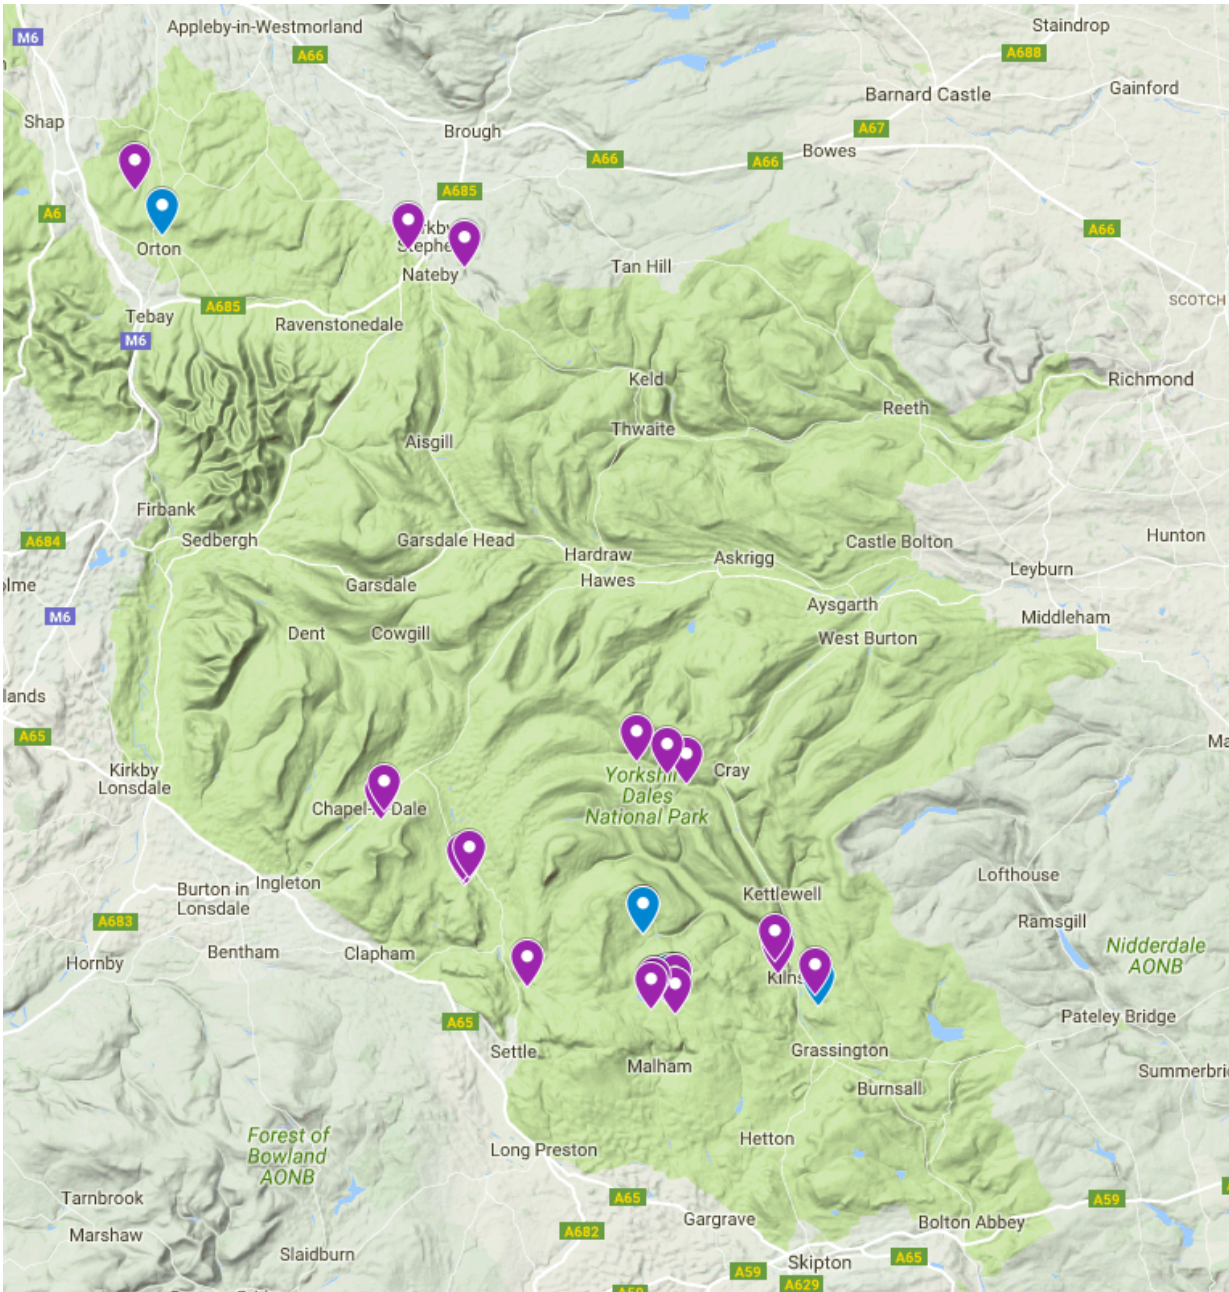 Appleby-in-Westmorland
Staindrop
M6
A66
A688
Barnard Castle
Gainford
Shap
Brough
A67
Bowes
A66
A66
A685
A6
A66
Orton
Nateby
Tan Hill
SCOTCH
A685
Tebay
Ravenstonedale
M6
Keld
Richmond
Reeth
Thwaite
Aisgill
Firbank
A684
Sedbergh
Garsdale Head
Castle Bolton
Hunton
Hardraw
Askrigg
Hawes
Garsdale
Leyburn
Aysgarth
M6
Middleham
Dent
Cowgill
West Burton
lands
A65
Kirkby
Lonsdale
Cray
Dales
National Park
Ingleton
Burton in
Lonsdale
Lofthouse
Kettlewell
A683
Ramsgill
Bentham
Clapham
Hornby
Nidderdale
AONB
A65
Pateley Bridge
Settle
Grassington
Malham
Burnsall
Summerbri
Forest of
Bowland
AONB
Hetton
Long Preston
Tarnbrook
A65
A59
Gargrave
Bolton Abbey
A682
Marshaw
Slaidburn
Skipton
A65
A59
A629